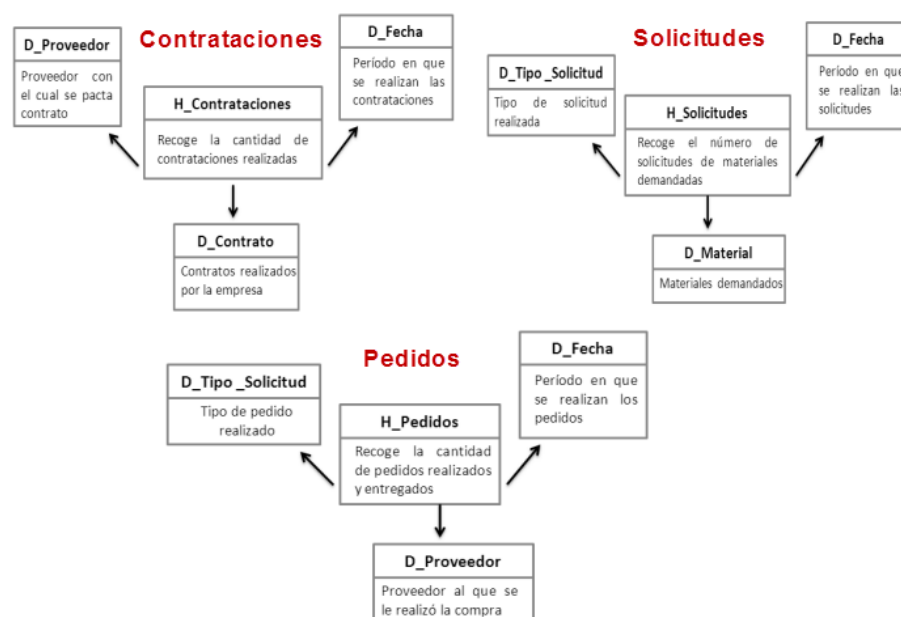 Contrataciones
D_Proveedor
Proveedor con
el cual se pacta
contrato
D_Fecha
Período en que
se realizan las
contrataciones
H_Contrataciones
Recoge la cantidad de
contrataciones realizadas
D_Contrato
Contratos realizados
por la empresa
Solicitudes
D_Tipo _Solicitud
Tipo de solicitud
realizada
D_Fecha
Período en que
se realizan las
solicitudes
H_Solicitudes
Recoge el número de
solicitudes de materiales
demandadas
D_Material
Materiales demandados
Pedidos
D_Tipo _Solicitud
Tipo de pedido
realizado
D_Fecha
Período en que
se realizan los
pedidos
H_Pedidos
Recoge la cantidad
de pedidos realizados
y entregados
D_Proveedor
Proveedor al que se
le realizó la compra